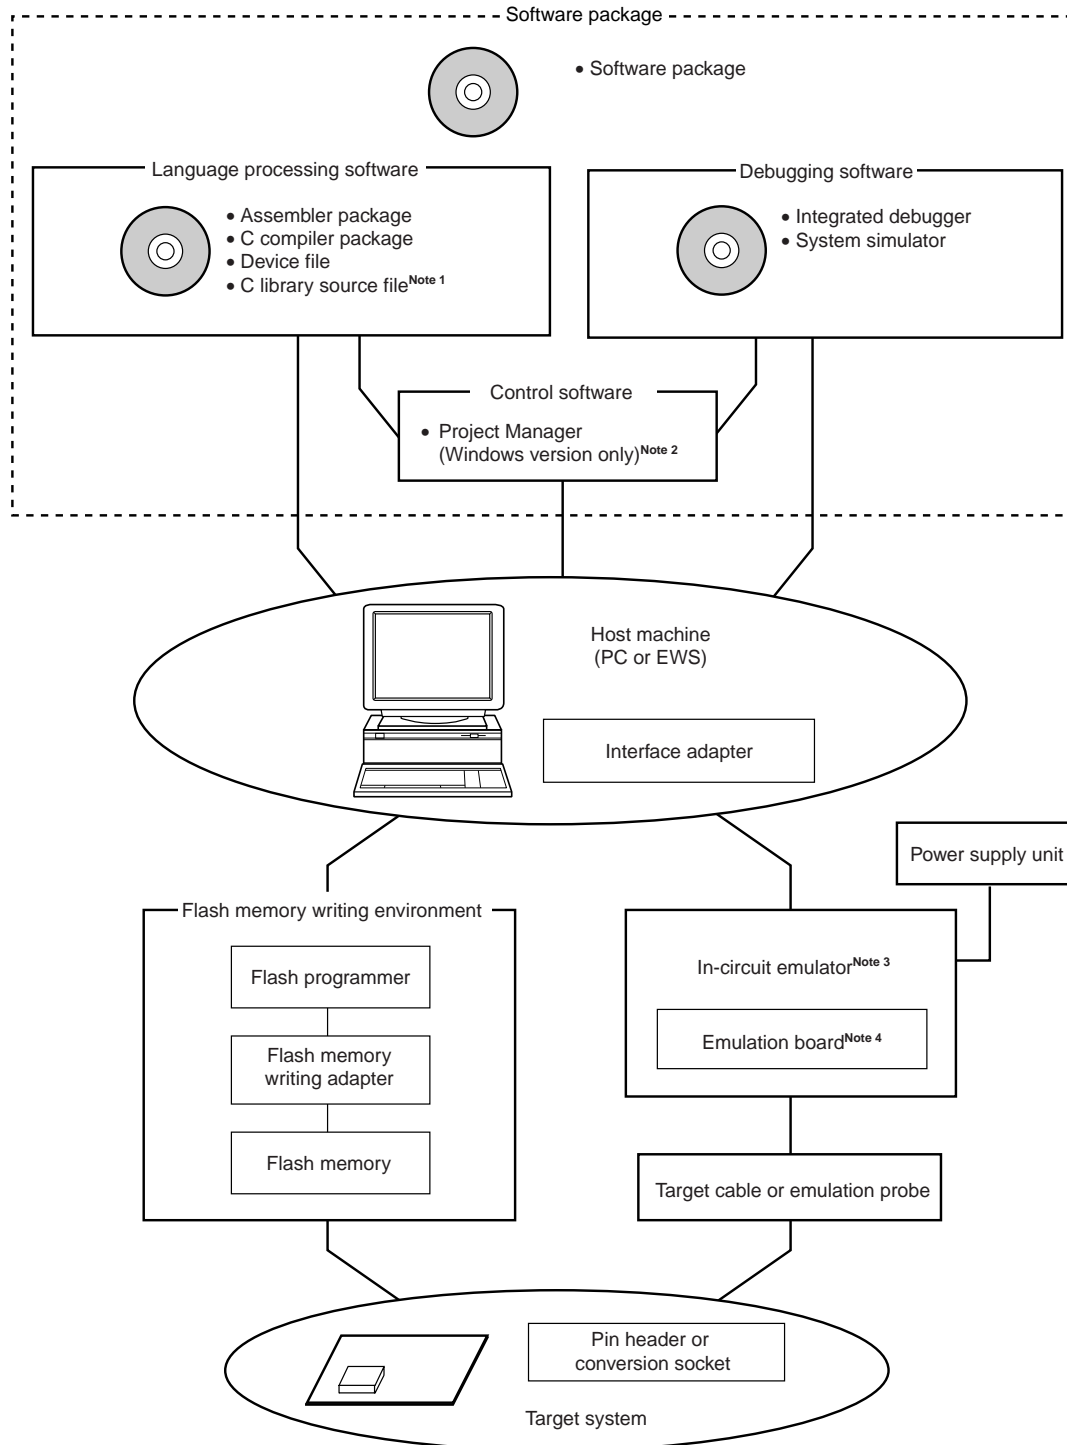 Software package
• Software package
Language processing software
• Assembler package
• C compiler package
• Device file
• C library source fileNote 1
Debugging software
• Integrated debugger
• System simulator
Control software
• Project Manager
(Windows version only)Note 2
Host machine
(PC or EWS)
Interface adapter
Power supply unit
Flash memory writing environment
Flash programmer
Flash memory
writing adapter
Flash memory
In-circuit emulatorNote 3
Emulation boardNote 4
Target cable or emulation probe
Pin header or
conversion socket
Target system